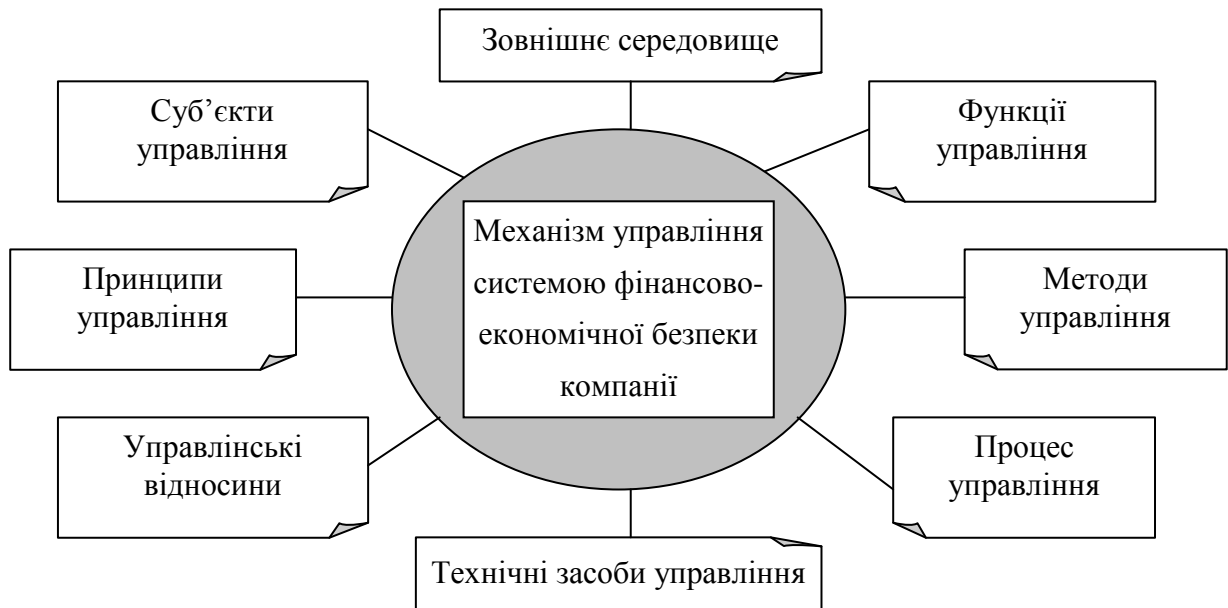 Зовнішнє середовище
Суб’єкти
управління
Функції
управління
Механізм управління
системою фінансово-
економічної безпеки
компанії
Принципи
управління
Методи
управління
Управлінські
відносини
Процес
управління
Технічні засоби управління